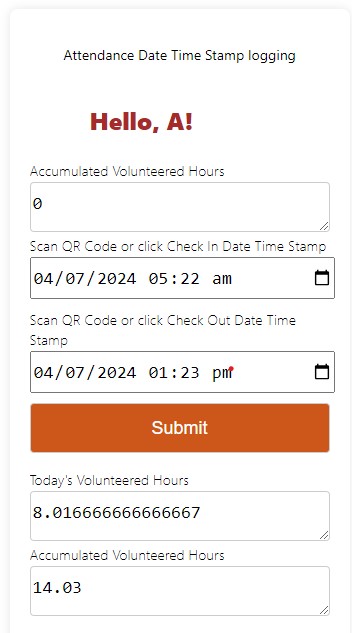 Attendance Date Time Stamp logging
Hello, A!
Accumulated Volunteered Hours
0
Scan QR Code or click Check In Date Time Stamp
04/07/2024 05:22 am
Scan QR Code or click Check Out Date Time
Stamp
04/07/2024 01:23 pm
Submit
Today's Volunteered Hours
8.016666666666667
Accumulated Volunteered Hours
14.03